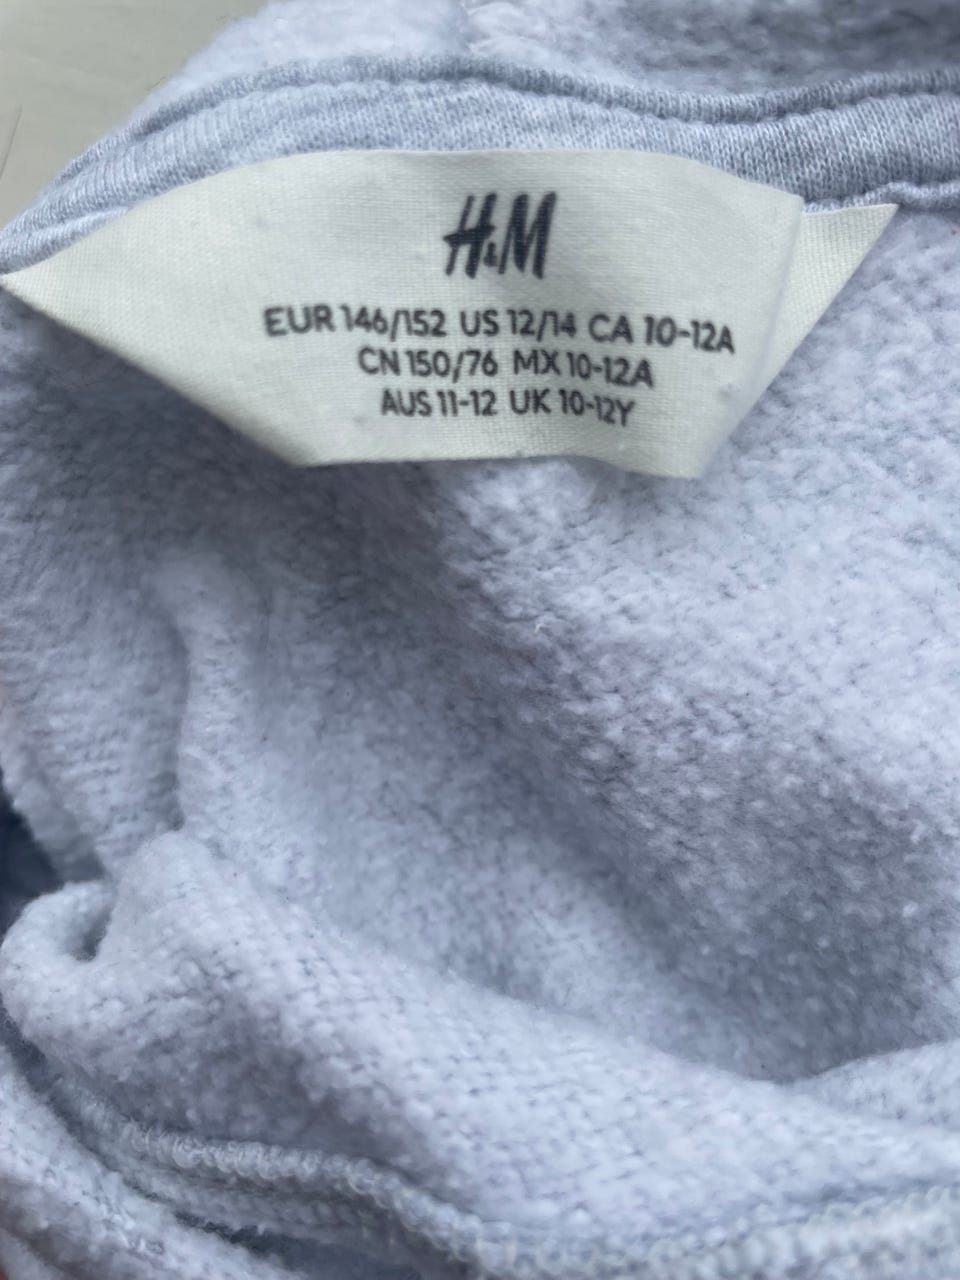 H&M
EUR 146/152 US 12/14 CA 10-12A
CN 150/76 MX 10-12A
AUS 11-12 UK 10-12Y